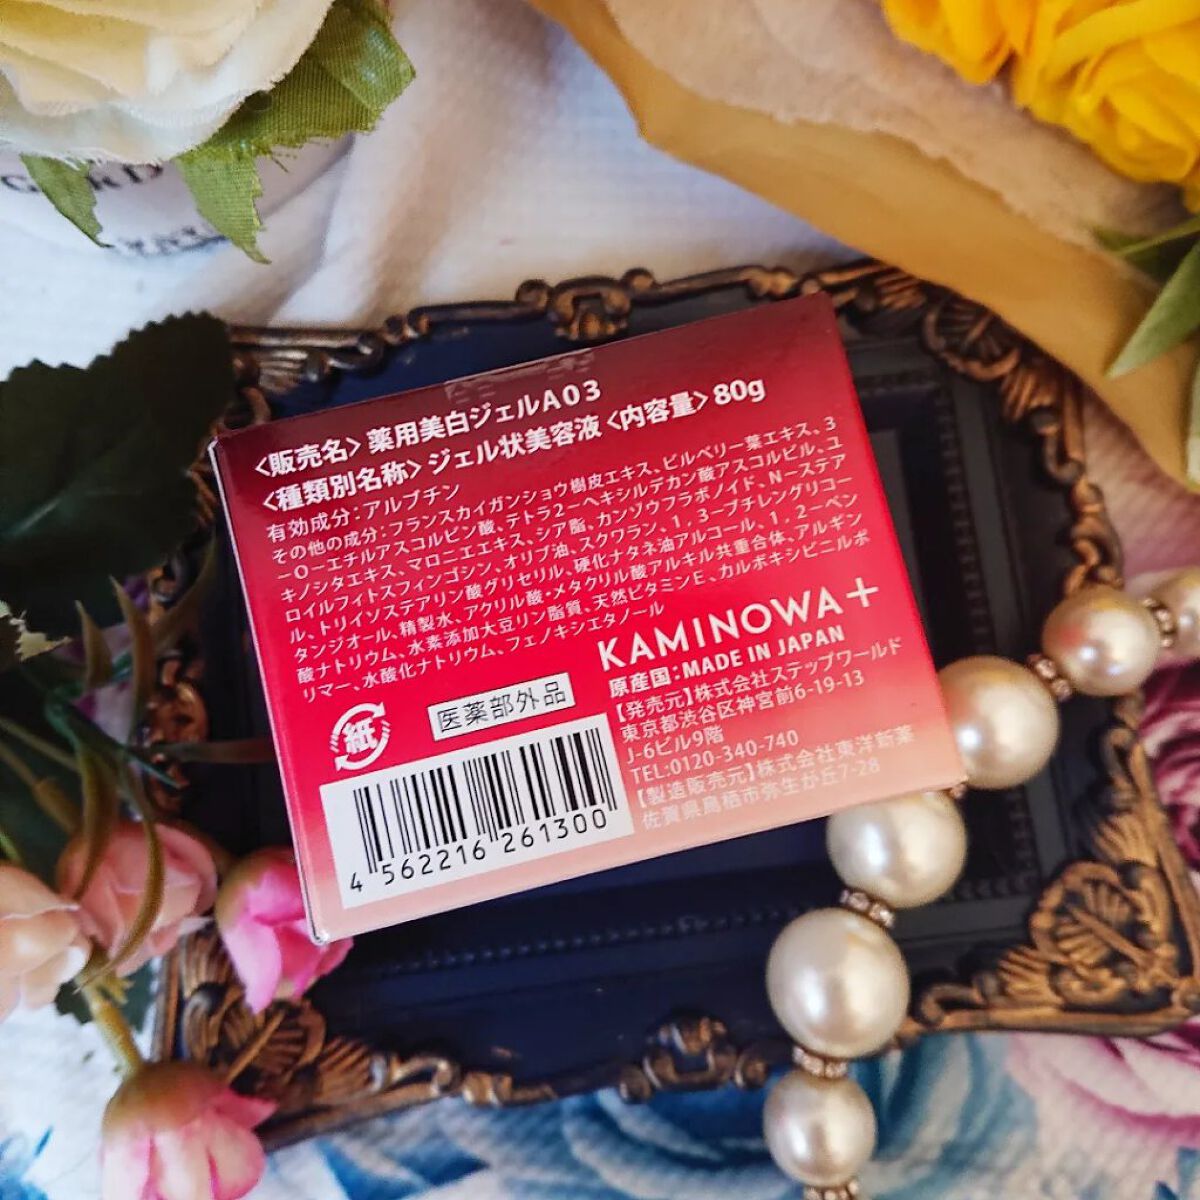 〈販売名〉薬用美白ジェルA03
〈種類別名称〉ジェル状美容液〈内容量〉80g
有効成分：アルブチン
その他の成分：フランスカイガンショウ樹皮エキス、ビルベリー葉エキス、3
－O－エチルアスコルビン酸、テトラ2－ヘキシルデカン酸アスコルビル、ユ
キノシタエキス、マロニエエキス、シア脂、カンゾウフラボノイド、N－ステア
ロイルフィトスフィンゴシン、オリブ油、スクワラン、1，3－ブチレングリコー
ル、トリイソステアリン酸グリセリル、硬化ナタネ油アルコール、1，2－ペン
タンジオール、精製水、アクリル酸・メタクリル酸アルキル共重合体、アルギン
酸ナトリウム、水素添加大豆リン脂質、天然ビタミンE、カルボキシビニルポ
リマー、水酸化ナトリウム、フェノキシエタノール
KAMINOWA+
原産国：MADE IN JAPAN
【発売元】株式会社ステップワールド
東京都渋谷区神宮前6-19-13
J-6ビル9階
TEL:0120-340-740
【製造販売元】株式会社東洋新薬
佐賀県鳥栖市弥生が丘7-28
紙
医薬部外品
4 562216 261300